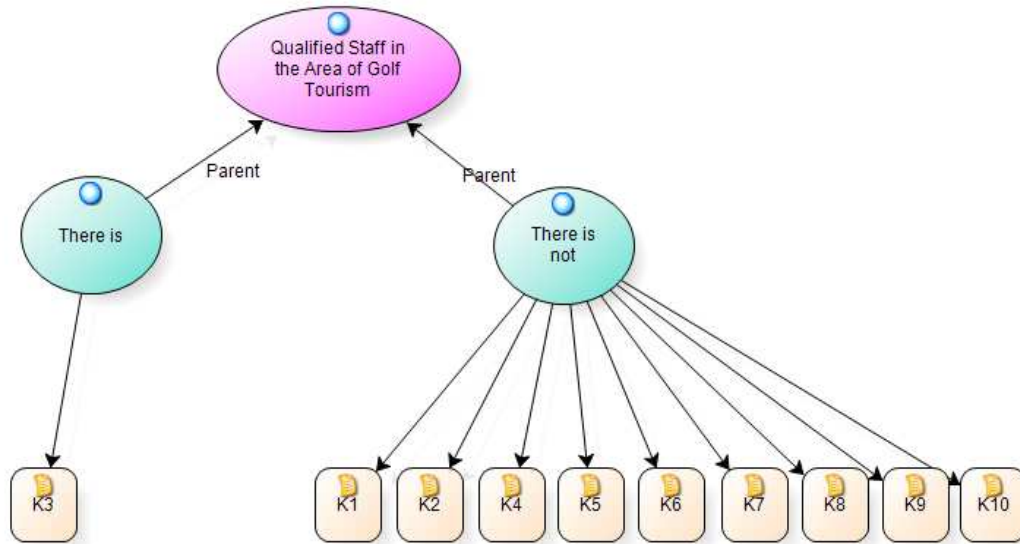 Qualified Staff in
the Area of Golf
Tourism
Parent
Parent
There is
There is
not
K3
K1
K2
K4
K5
K6
K7
K8
K9
K10